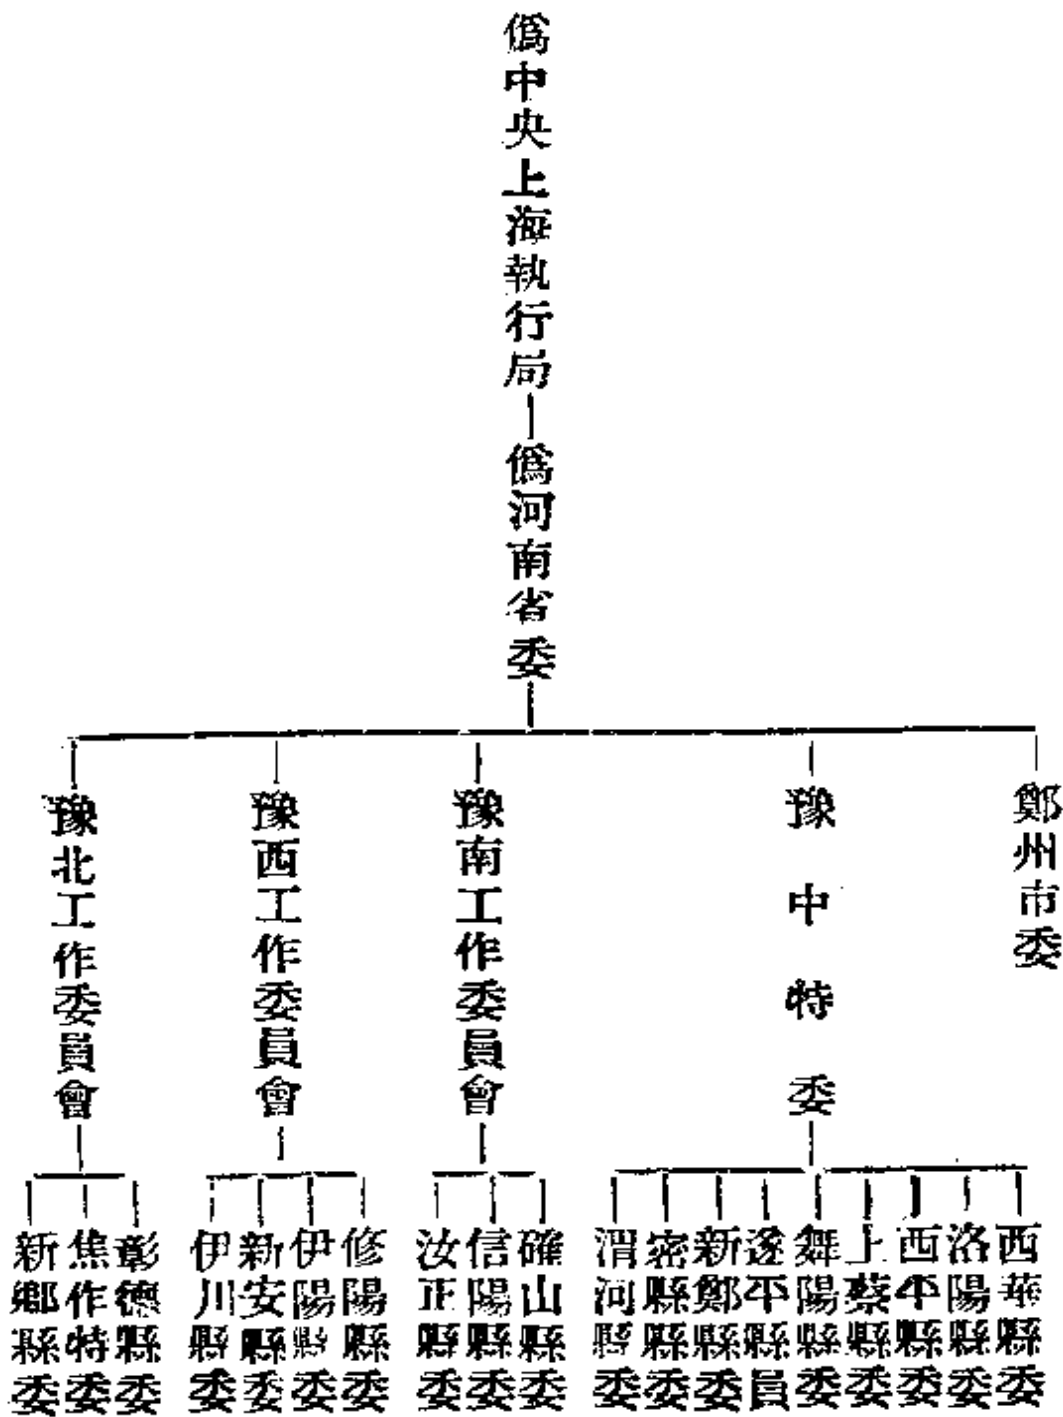 僞中央上海執行局
僞河南省委
鄭州市委
豫中特委
西華縣委
洛陽縣委
西平縣委
上蔡縣委
舞陽縣委
遂平縣員
新鄭縣委
密縣縣委
渭河縣委
豫南工作委員會
確山縣委
信陽縣委
汝正縣委
豫西工作委員會
修陽縣委
伊陽縣委
新安縣委
伊川縣委
豫北工作委員會
彰德縣委
焦作特委
新鄉縣委